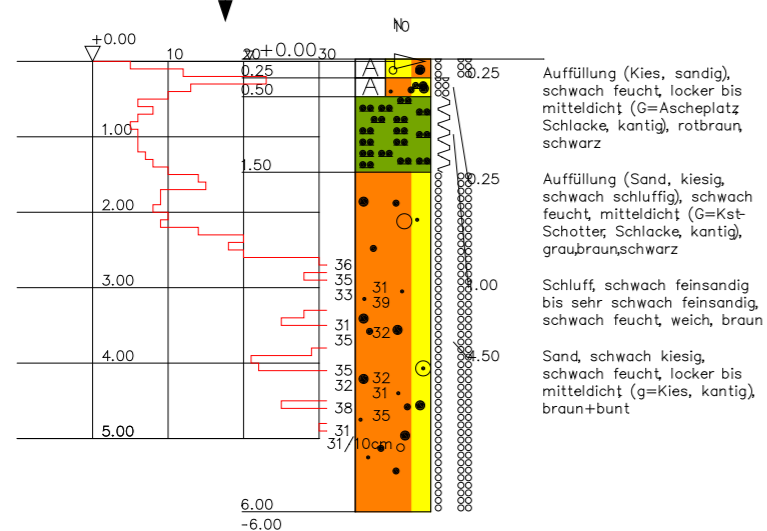 +0.00
10
+0.00
30
0.25
0.50
A
A
1.00
1.50
2.00
3.00
4.00
5.00
6.00
-6.00
36
35
33
31
35
35
32
38
31
31/10cm
31
39
32
32
31
35
0.25
0.25
1.00
4.50
Auffüllung (Kies, sandig),
schwach feucht, locker bis
mitteldicht, (G=Ascheplatz,
Schlacke, kantig), rotbraun,
schwarz
Auffüllung (Sand, kiesig,
schwach schluffig), schwach
feucht, mitteldicht, (G=Kst-
Schotter, Schlacke, kantig),
grau,braun,schwarz
Schluff, schwach feinsandig
bis sehr schwach feinsandig,
schwach feucht, weich, braun
Sand, schwach kiesig,
schwach feucht, locker bis
mitteldicht, (g=Kies, kantig),
braun+bunt